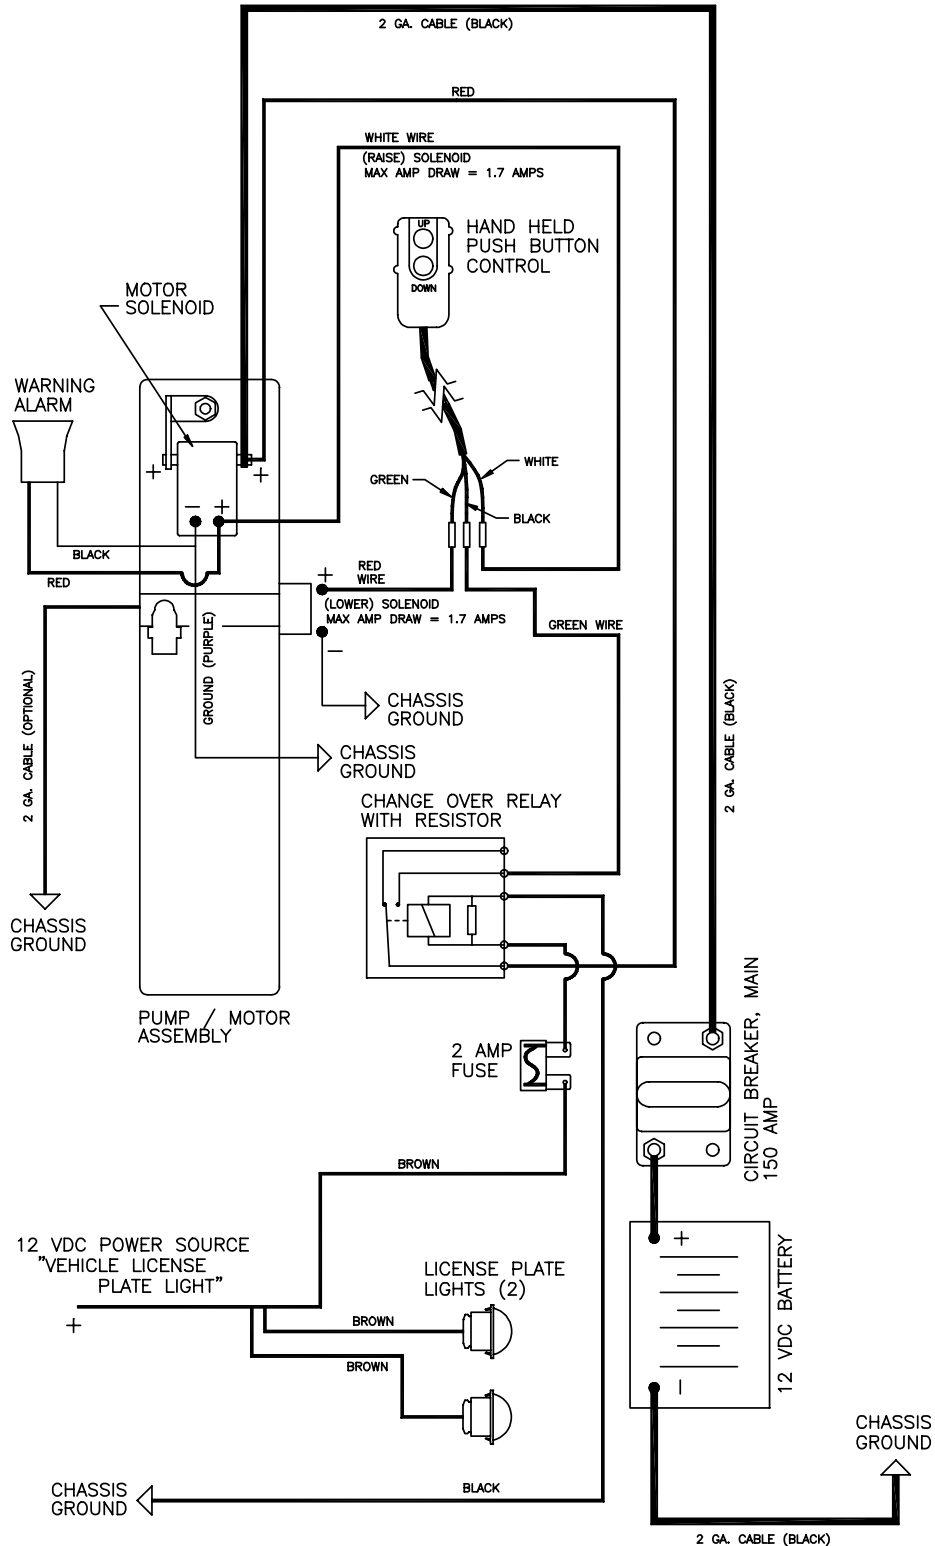 2 GA. CABLE (BLACK)
RED
WHITE WIRE
(RAISE) SOLENOID
MAX AMP DRAW = 1.7 AMPS
UP
DOWN
HAND HELD
PUSH BUTTON
CONTROL
MOTOR
SOLENOID
WARNING
ALARM
+
+
− +
GREEN
WHITE
BLACK
BLACK
RED
RED
WIRE
+
(LOWER) SOLENOID
MAX AMP DRAW = 1.7 AMPS
−
GREEN WIRE
GROUND (PURPLE)
2 GA. CABLE (OPTIONAL)
2 GA. CABLE (BLACK)
CHASSIS
GROUND
CHASSIS
GROUND
CHANGE OVER RELAY
WITH RESISTOR
CHASSIS
GROUND
PUMP / MOTOR
ASSEMBLY
2 AMP
FUSE
CIRCUIT BREAKER, MAIN
150 AMP
BROWN
12 VDC POWER SOURCE
"VEHICLE LICENSE
PLATE LIGHT"
+
LICENSE PLATE
LIGHTS (2)
BROWN
BROWN
+
12 VDC BATTERY
−
CHASSIS
GROUND
BLACK
CHASSIS
GROUND
2 GA. CABLE (BLACK)